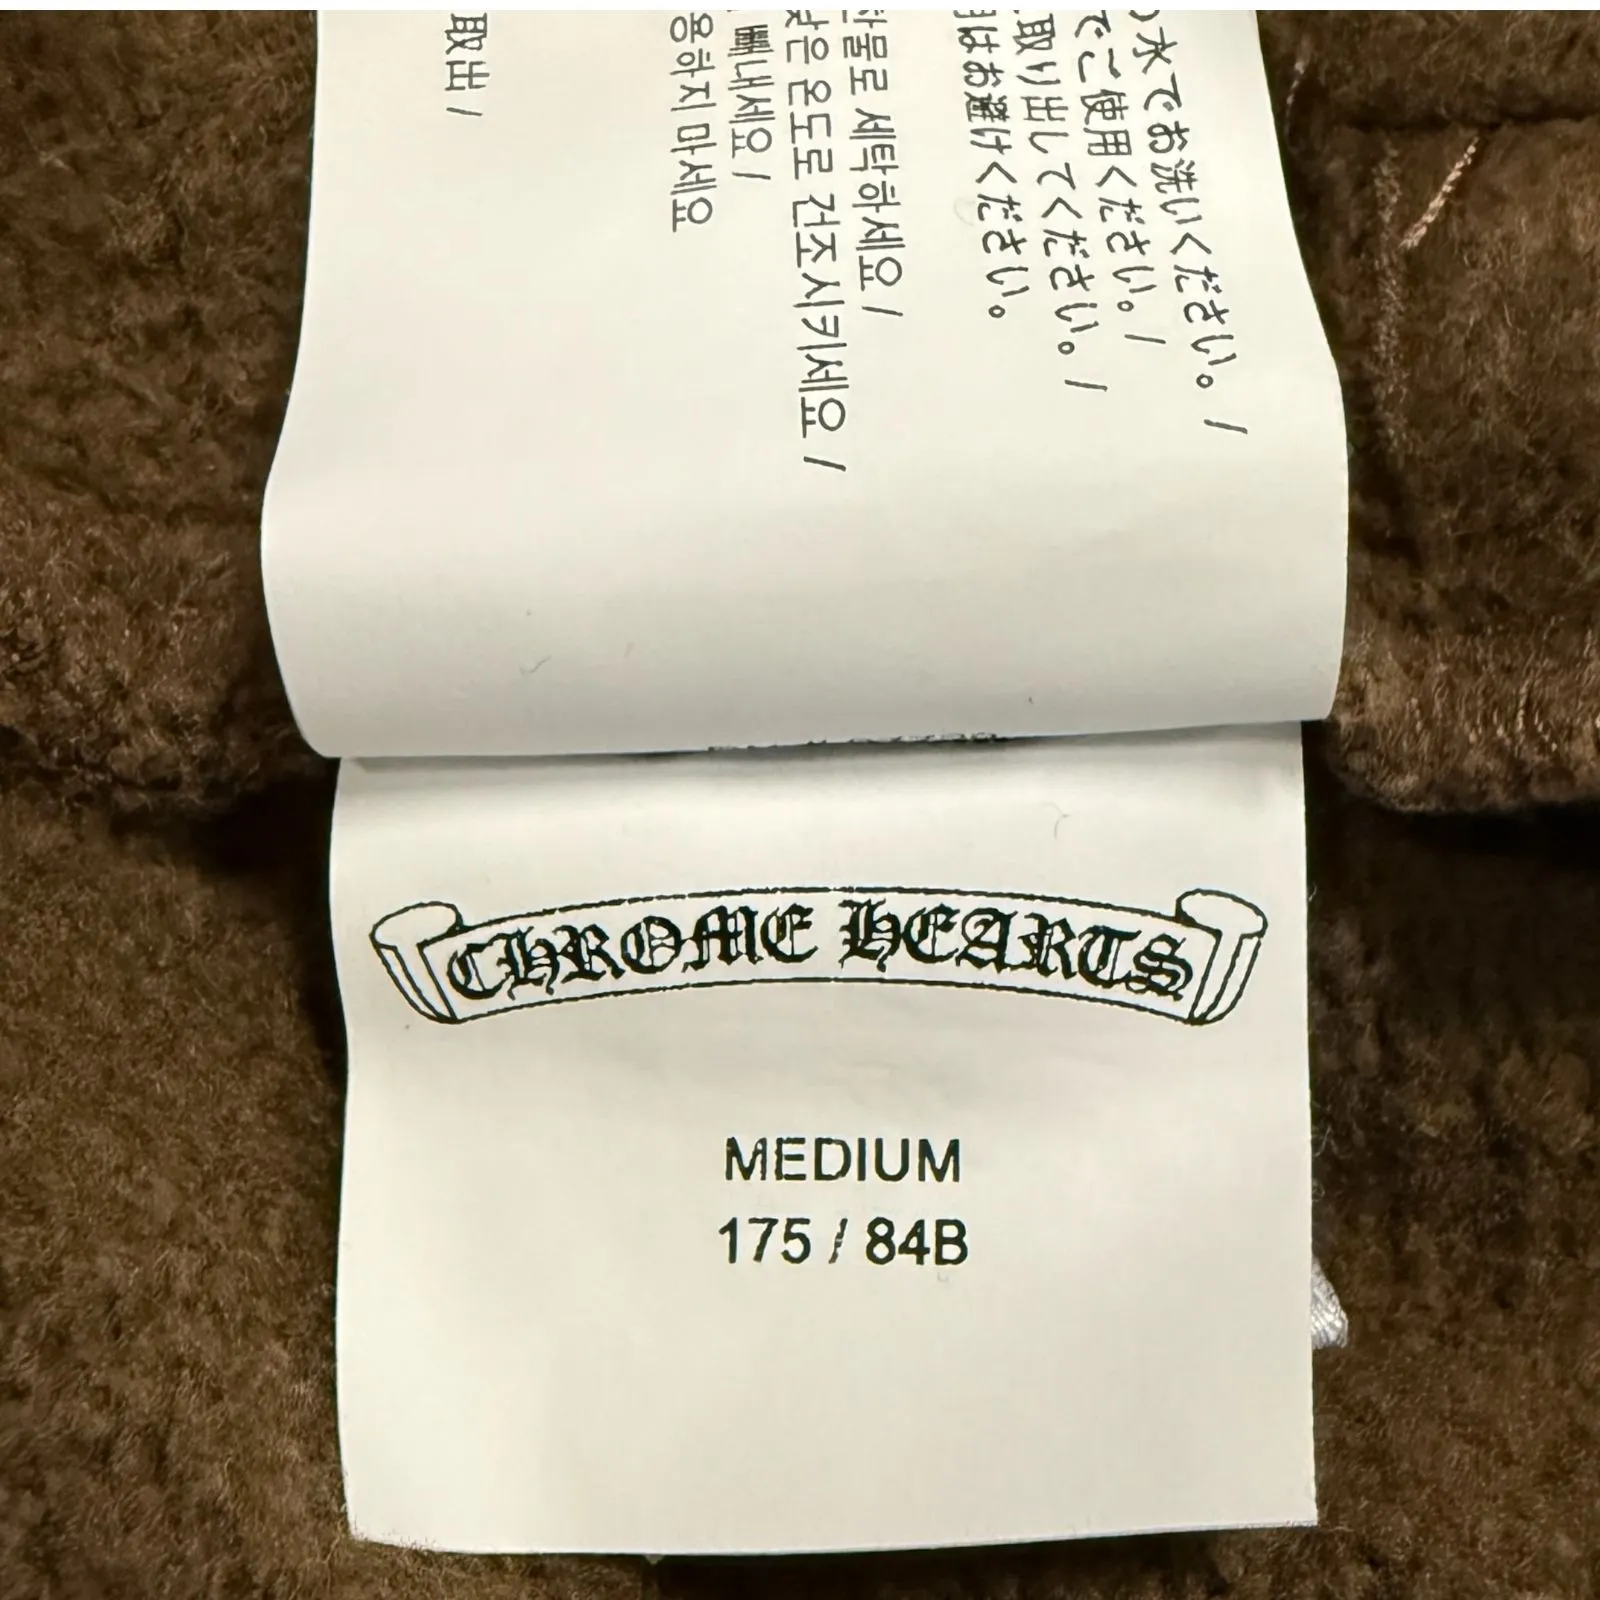 水でお洗いください。 /
でご使用ください。 /
取り出してください。 /
はお避けください。
찬물로 세탁하세요 /
낮은 온도로 건조시키세요 /
빼내세요 /
용하지 마세요
取出 /
CHROME HEARTS
MEDIUM
175 / 84B